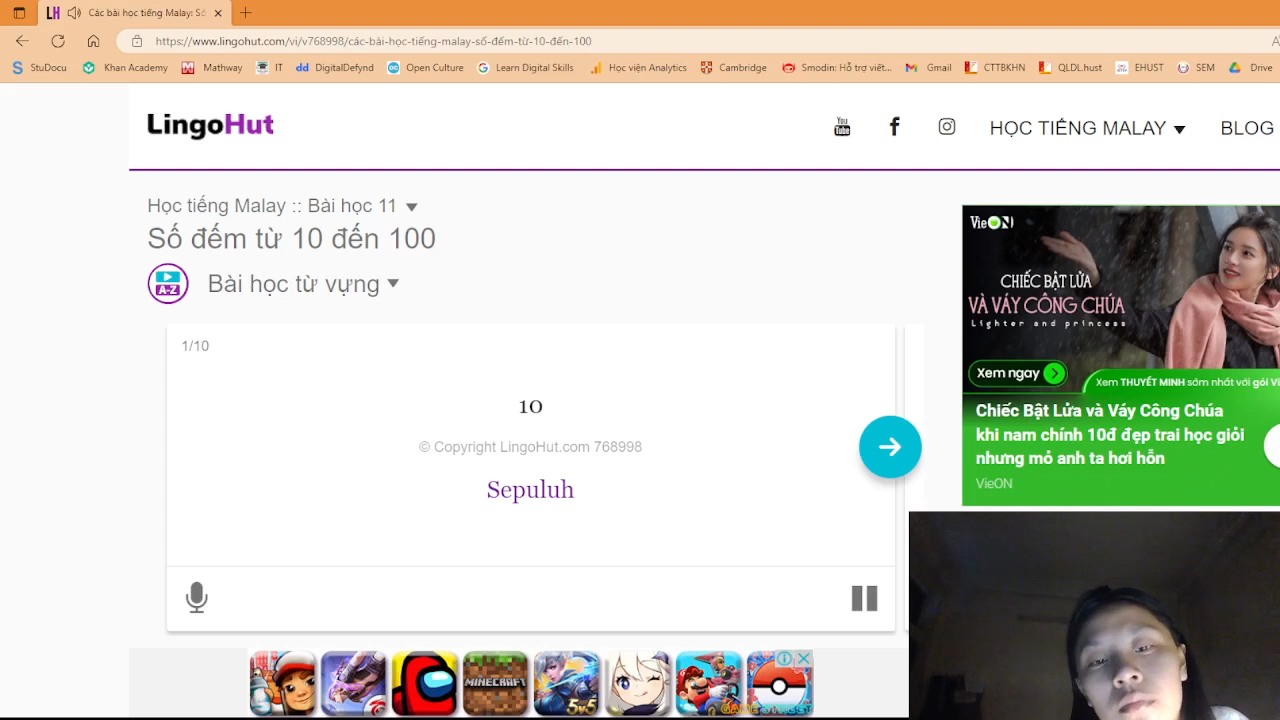 LH Các bài học tiếng Malay: Số
https://www.lingohut.com/vi/v768998/các-bài-học-tiếng-malay-số-đếm-từ-10-đến-100
StuDocu Khan Academy Mathway IT DigitalDefynd Open Culture Learn Digital Skills Học viện Analytics Cambridge Smodin: Hỗ trợ viết... Gmail CTTBKHN QLDL.hust EHUST SEM Drive
LingoHut
You Tube
HỌC TIẾNG MALAY
BLOG
Học tiếng Malay :: Bài học 11
Số đếm từ 10 đến 100
A-Z
Bài học từ vựng
1/10
10
© Copyright LingoHut.com 768998
Sepuluh
VieON
CHIẾC BẬT LỬA
VÀ VÁY CÔNG CHÚA
Lighter and princess
Xem ngay
Xem THUYẾT MINH sớm nhất với gói Vi
Chiếc Bật Lửa và Váy Công Chúa
khi nam chính 10đ đẹp trai học giỏi
nhưng mỏ anh ta hơi hỗn
VieON
MINECRAFT
5v5